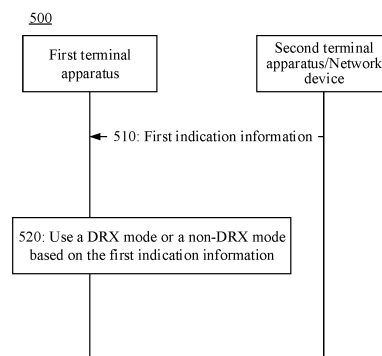 500
First terminal
apparatus
Second terminal
apparatus/Network
device
510: First indication information
520: Use a DRX mode or a non-DRX mode
based on the first indication information